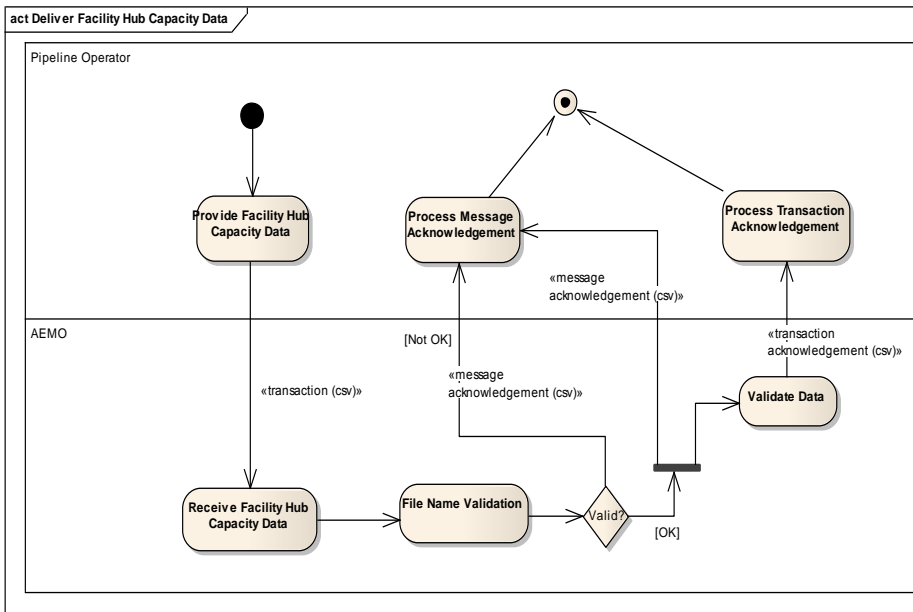 act Deliver Facility Hub Capacity Data
Pipeline Operator
Provide Facility Hub
Capacity Data
Process Message
Acknowledgement
Process Transaction
Acknowledgement
«message
acknowledgement (csv)»
AEMO
[Not OK]
«transaction
acknowledgement (csv)»
«message
acknowledgement (csv)»
«transaction (csv)»
Validate Data
Receive Facility Hub
Capacity Data
File Name Validation
Valid?
[OK]